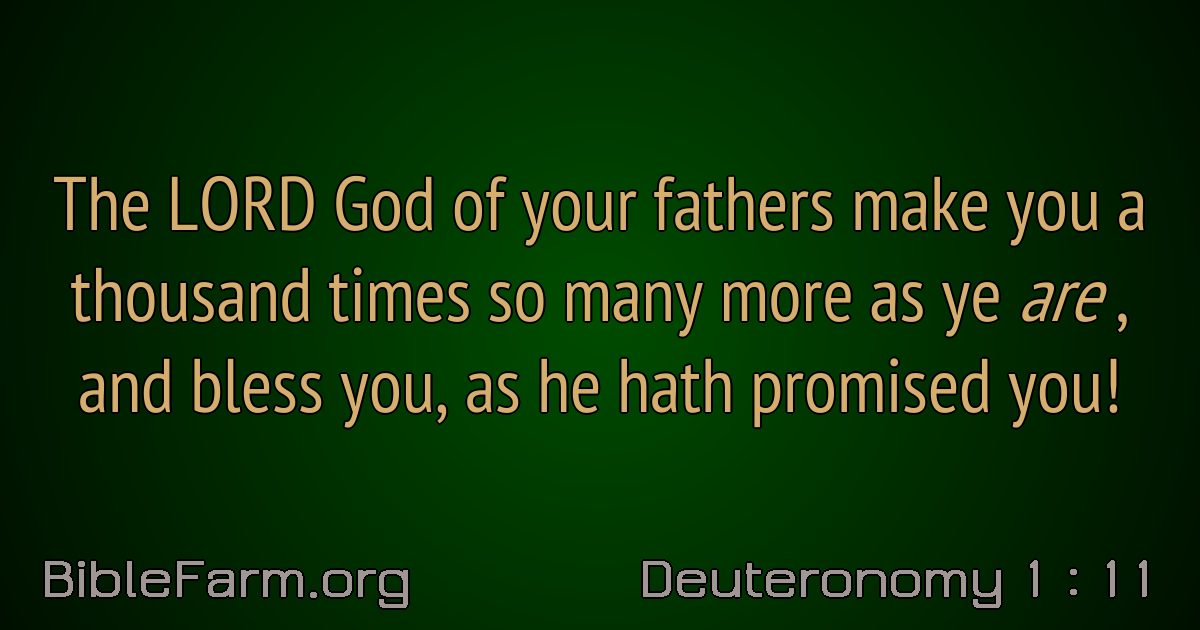 The LORD God of your fathers make you a
thousand times so many more as ye are ,
and bless you, as he hath promised you!
BibleFarm.org
Deuteronomy 1 : 11